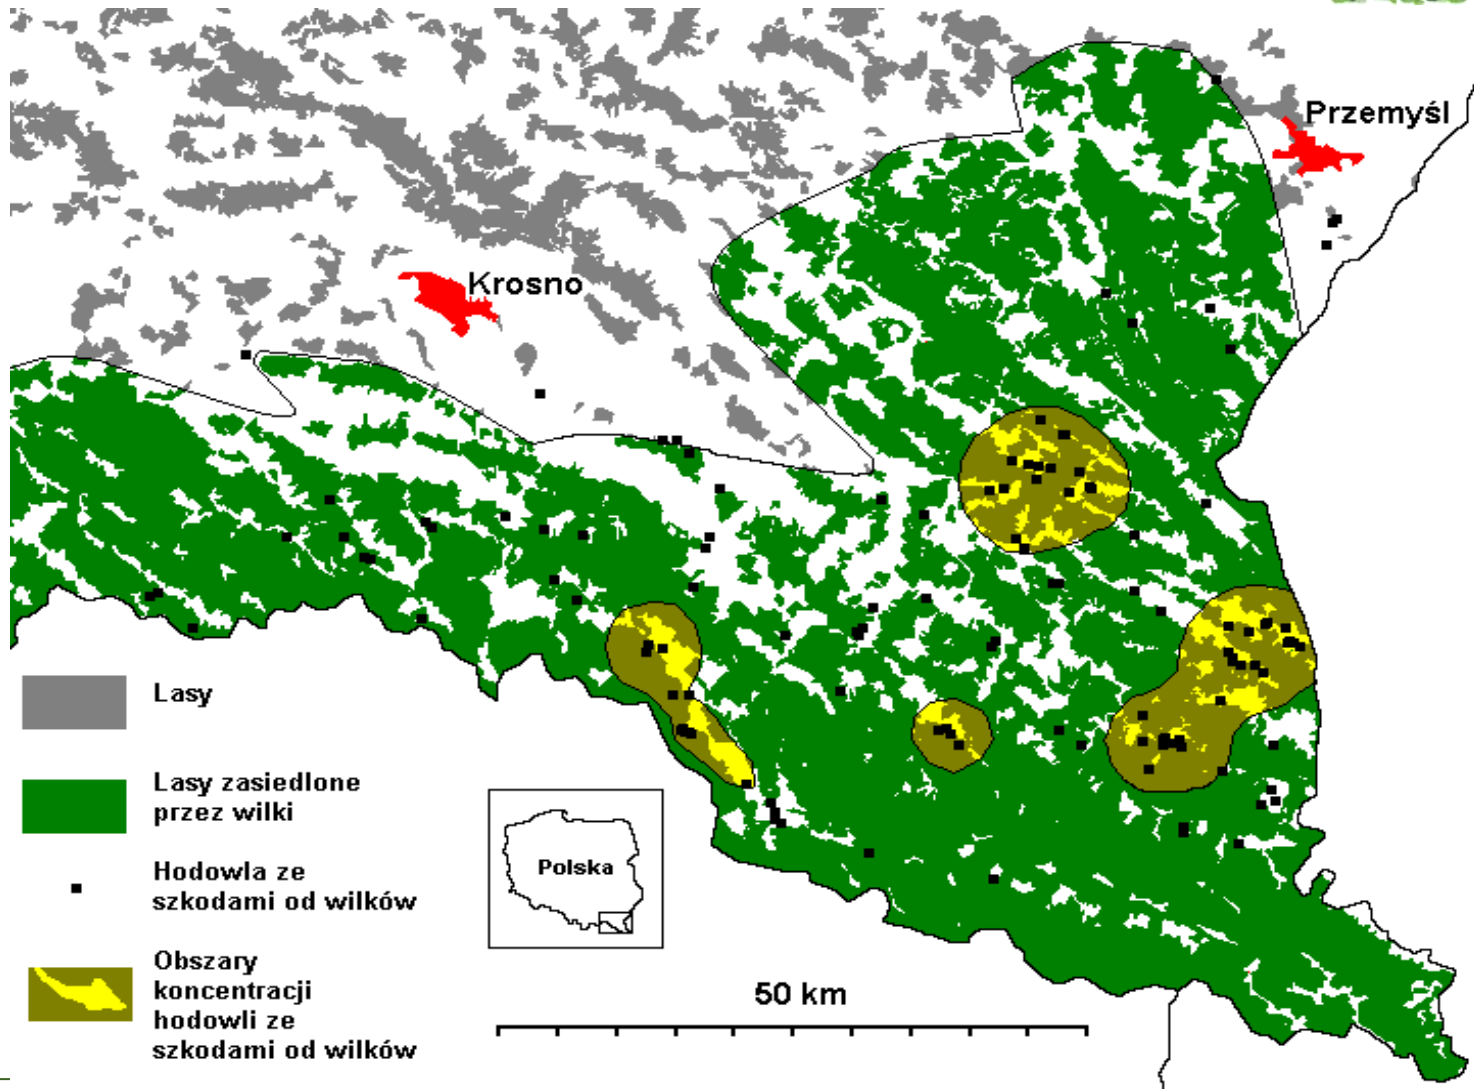 Przemyśl
Krosno
Lasy
Lasy zasiedlone
przez wilki
Hodowla ze
szkodami od wilków
Obszary
koncentracji
hodowli ze
szkodami od wilków
Polska
50 km